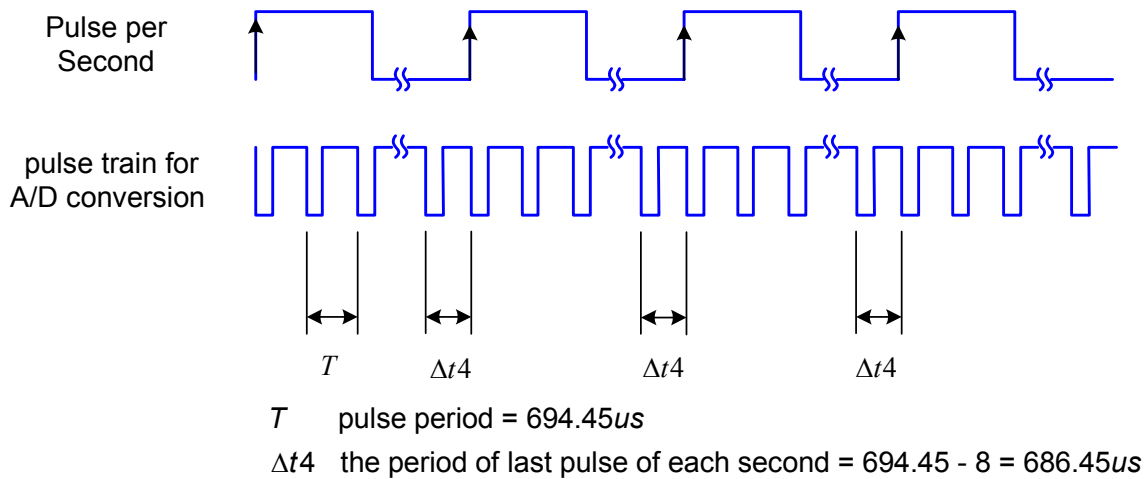 Pulse per
Second
pulse train for
A/D conversion
T
Δt4
Δt4
Δt4
T pulse period = 694.45us
Δt4 the period of last pulse of each second = 694.45 - 8 = 686.45us